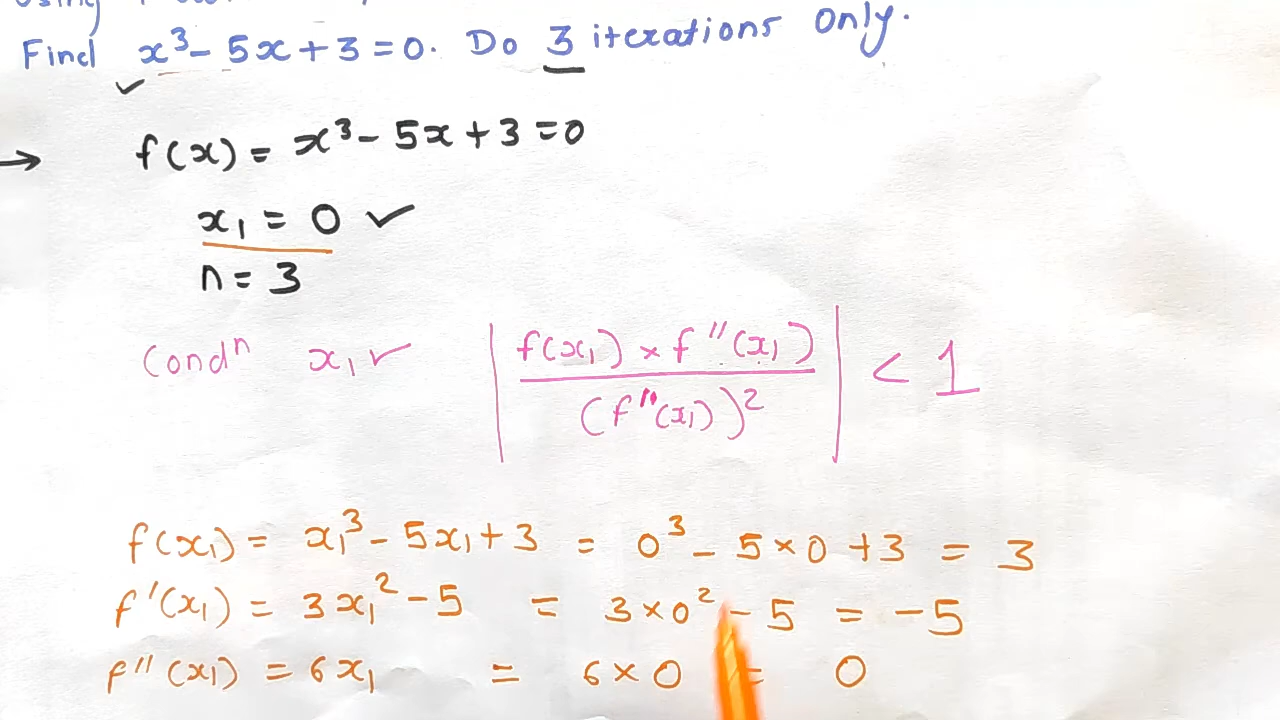 Using
Find x³ - 5x + 3 = 0. Do 3 iterations Only.
→ f(x) = x³ - 5x + 3 = 0
x₁ = 0 ✓
n = 3
Condⁿ x₁ ✓ | f(x₁) × f''(x₁) / (f''(x₁))² | < 1
f(x₁) = x₁³ - 5x₁ + 3 = 0³ - 5 × 0 + 3 = 3
f'(x₁) = 3x₁² - 5 = 3 × 0² - 5 = -5
f''(x₁) = 6x₁ = 6 × 0 = 0